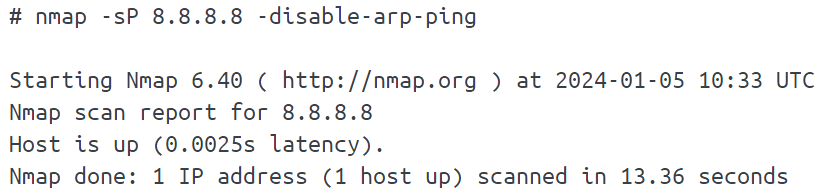 # nmap -sP 8.8.8.8 -disable-arp-ping
Starting Nmap 6.40 ( http://nmap.org ) at 2024-01-05 10:33 UTC
Nmap scan report for 8.8.8.8
Host is up (0.0025s latency).
Nmap done: 1 IP address (1 host up) scanned in 13.36 seconds